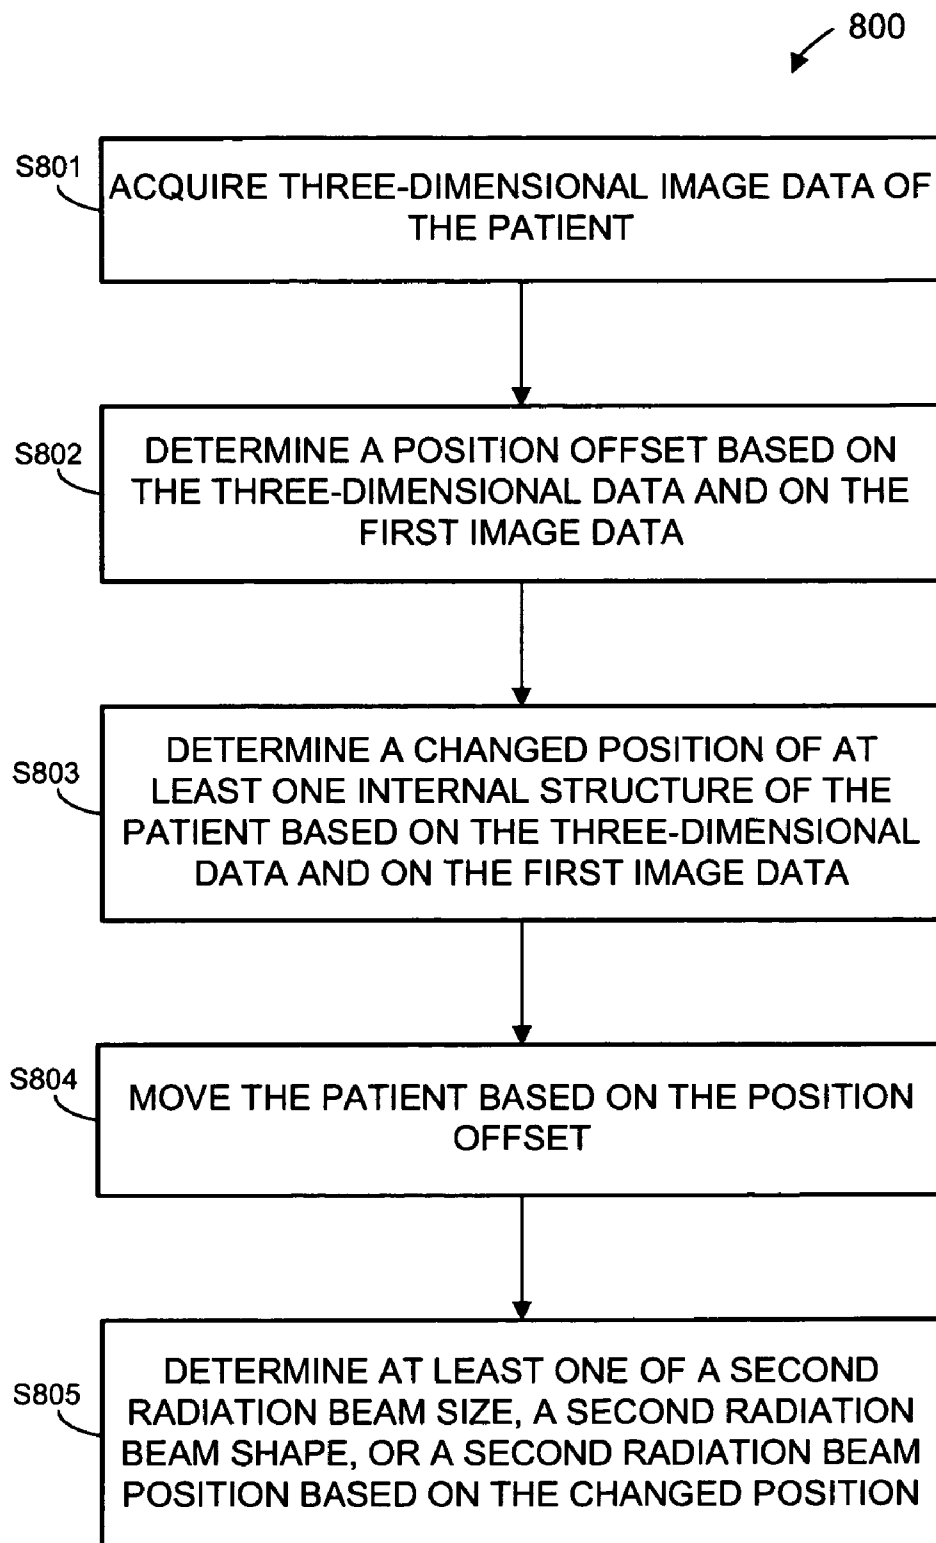 800
S801
ACQUIRE THREE-DIMENSIONAL IMAGE DATA OF
THE PATIENT
S802
DETERMINE A POSITION OFFSET BASED ON
THE THREE-DIMENSIONAL DATA AND ON THE
FIRST IMAGE DATA
S803
DETERMINE A CHANGED POSITION OF AT
LEAST ONE INTERNAL STRUCTURE OF THE
PATIENT BASED ON THE THREE-DIMENSIONAL
DATA AND ON THE FIRST IMAGE DATA
S804
MOVE THE PATIENT BASED ON THE POSITION
OFFSET
S805
DETERMINE AT LEAST ONE OF A SECOND
RADIATION BEAM SIZE, A SECOND RADIATION
BEAM SHAPE, OR A SECOND RADIATION BEAM
POSITION BASED ON THE CHANGED POSITION